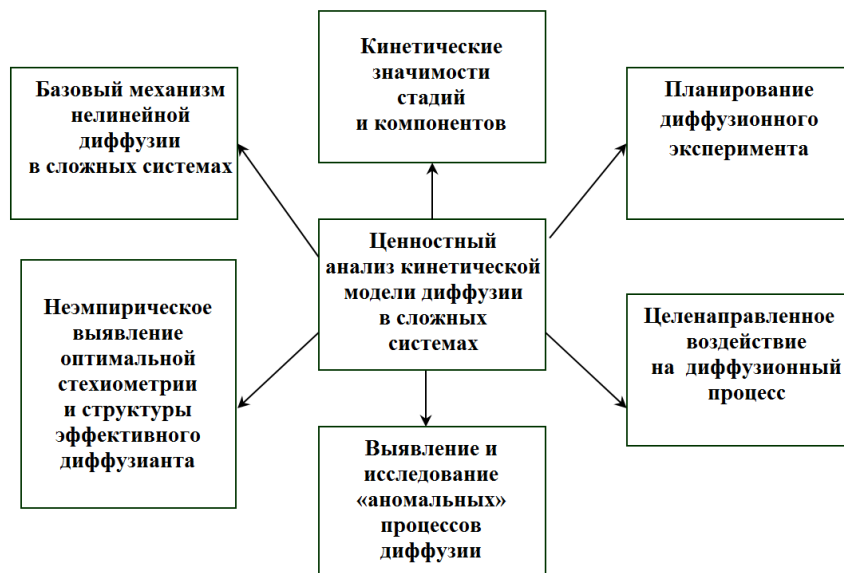 Базовый механизм
нелинейной
диффузии
в сложных системах
Кинетические
значимости
стадий
и компонентов
Планирование
диффузионного
эксперимента
Ценностный
анализ кинетической
модели диффузии
в сложных
системах
Неэмпирическое
выявление
оптимальной
стехиометрии
и структуры
эффективного
диффузианта
Целенаправленное
воздействие
на диффузионный
процесс
Выявление и
исследование
«аномальных»
процессов
диффузии